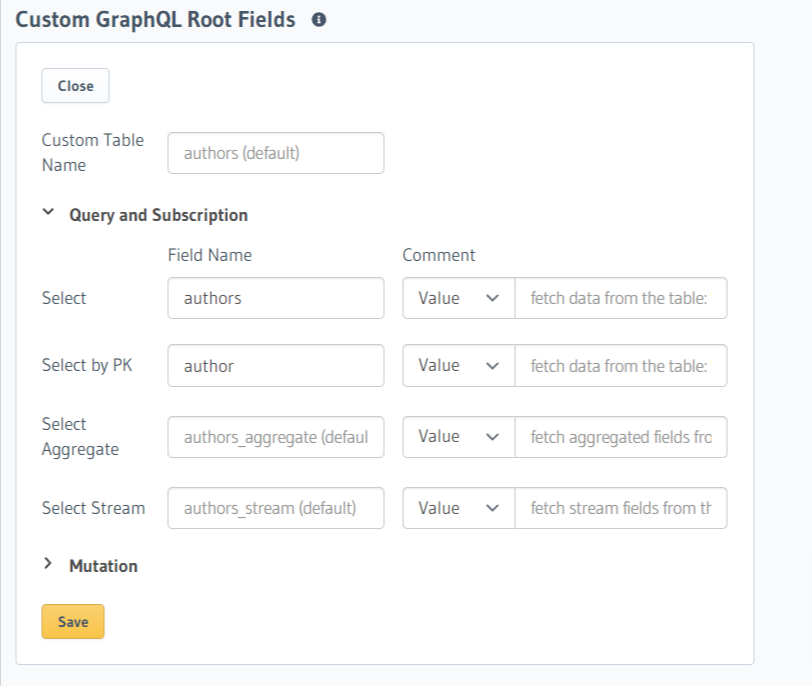 Custom GraphQL Root Fields
Close
Custom Table
Name
authors (default)
Query and Subscription
Field Name Comment
Select authors Value fetch data from the table:
Select by PK author Value fetch data from the table:
Select
Aggregate
authors_aggregate (defaul Value fetch aggregated fields frc
Select Stream authors_stream (default) Value fetch stream fields from th
Mutation
Save